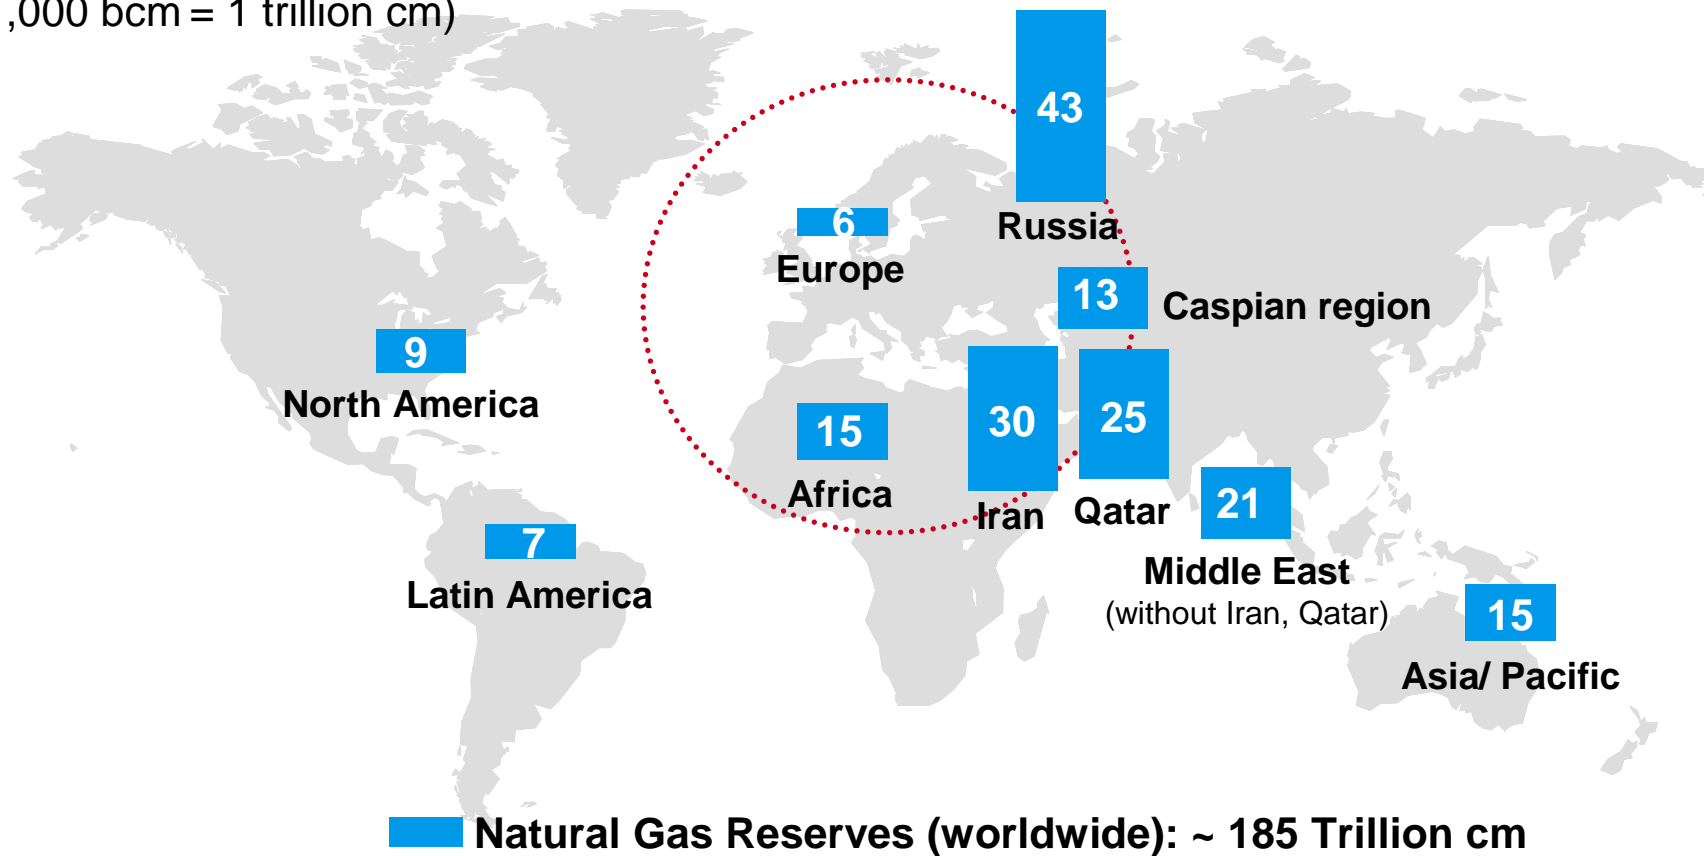 ,000 bcm = 1 trillion cm)
43
Russia
6
Europe
13
Caspian region
9
North America
15
Africa
30
Iran
25
Qatar
21
Middle East
(without Iran, Qatar)
7
Latin America
15
Asia/ Pacific
Natural Gas Reserves (worldwide): ~ 185 Trillion cm